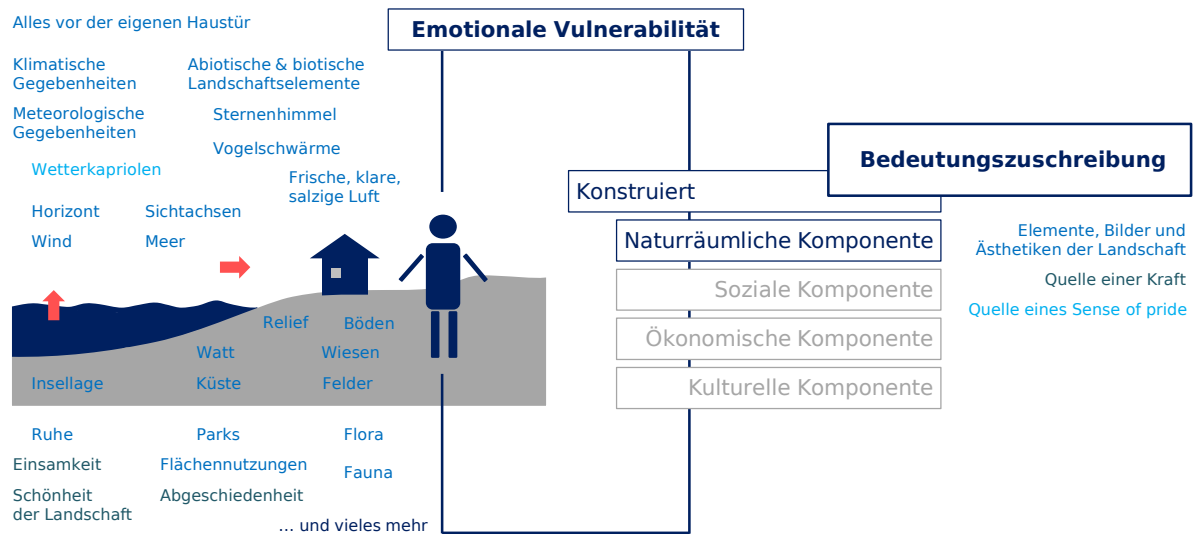 Alles vor der eigenen Haustür
Emotionale Vulnerabilität
Klimatische
Gegebenheiten
Abiotische & biotische
Landschaftselemente
Meteorologische
Gegebenheiten
Sternenhimmel
Vogelschwärme
Wetterkapriolen
Frische, klare,
salzige Luft
Horizont
Sichtachsen
Wind
Meer
Relief
Böden
Watt
Wiesen
Insellage
Küste
Felder
Ruhe
Parks
Flora
Einsamkeit
Flächennutzungen
Fauna
Schönheit
der Landschaft
Abgeschiedenheit
... und vieles mehr
Bedeutungszuschreibung
Konstruiert
Naturräumliche Komponente
Soziale Komponente
Ökonomische Komponente
Kulturelle Komponente
Elemente, Bilder und
Ästhetiken der Landschaft
Quelle einer Kraft
Quelle eines Sense of pride